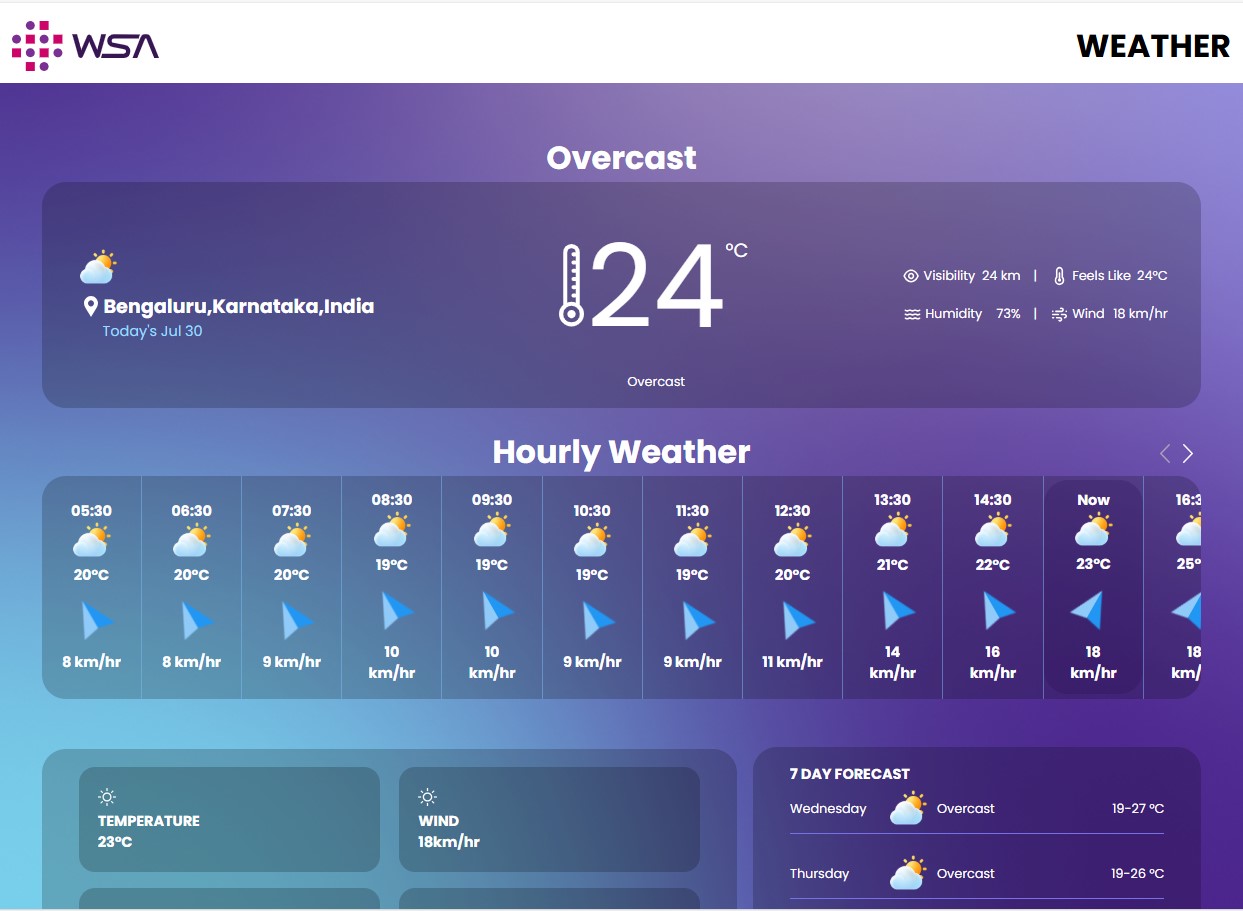 WSA
WEATHER
Overcast
Bengaluru,Karnataka,India
Today's Jul 30
24 °C
Overcast
Visibility 24 km | Feels Like 24°C
Humidity 73% | Wind 18 km/hr
Hourly Weather
05:30 06:30 07:30 08:30 09:30 10:30 11:30 12:30 13:30 14:30 Now 16:3
20°C 20°C 20°C 19°C 19°C 19°C 19°C 20°C 21°C 22°C 23°C 25°
8 km/hr 8 km/hr 9 km/hr 10 km/hr 10 km/hr 9 km/hr 9 km/hr 11 km/hr 14 km/hr 16 km/hr 18 km/hr 18 km/
TEMPERATURE
23°C
WIND
18km/hr
7 DAY FORECAST
Wednesday Overcast 19-27 °C
Thursday Overcast 19-26 °C